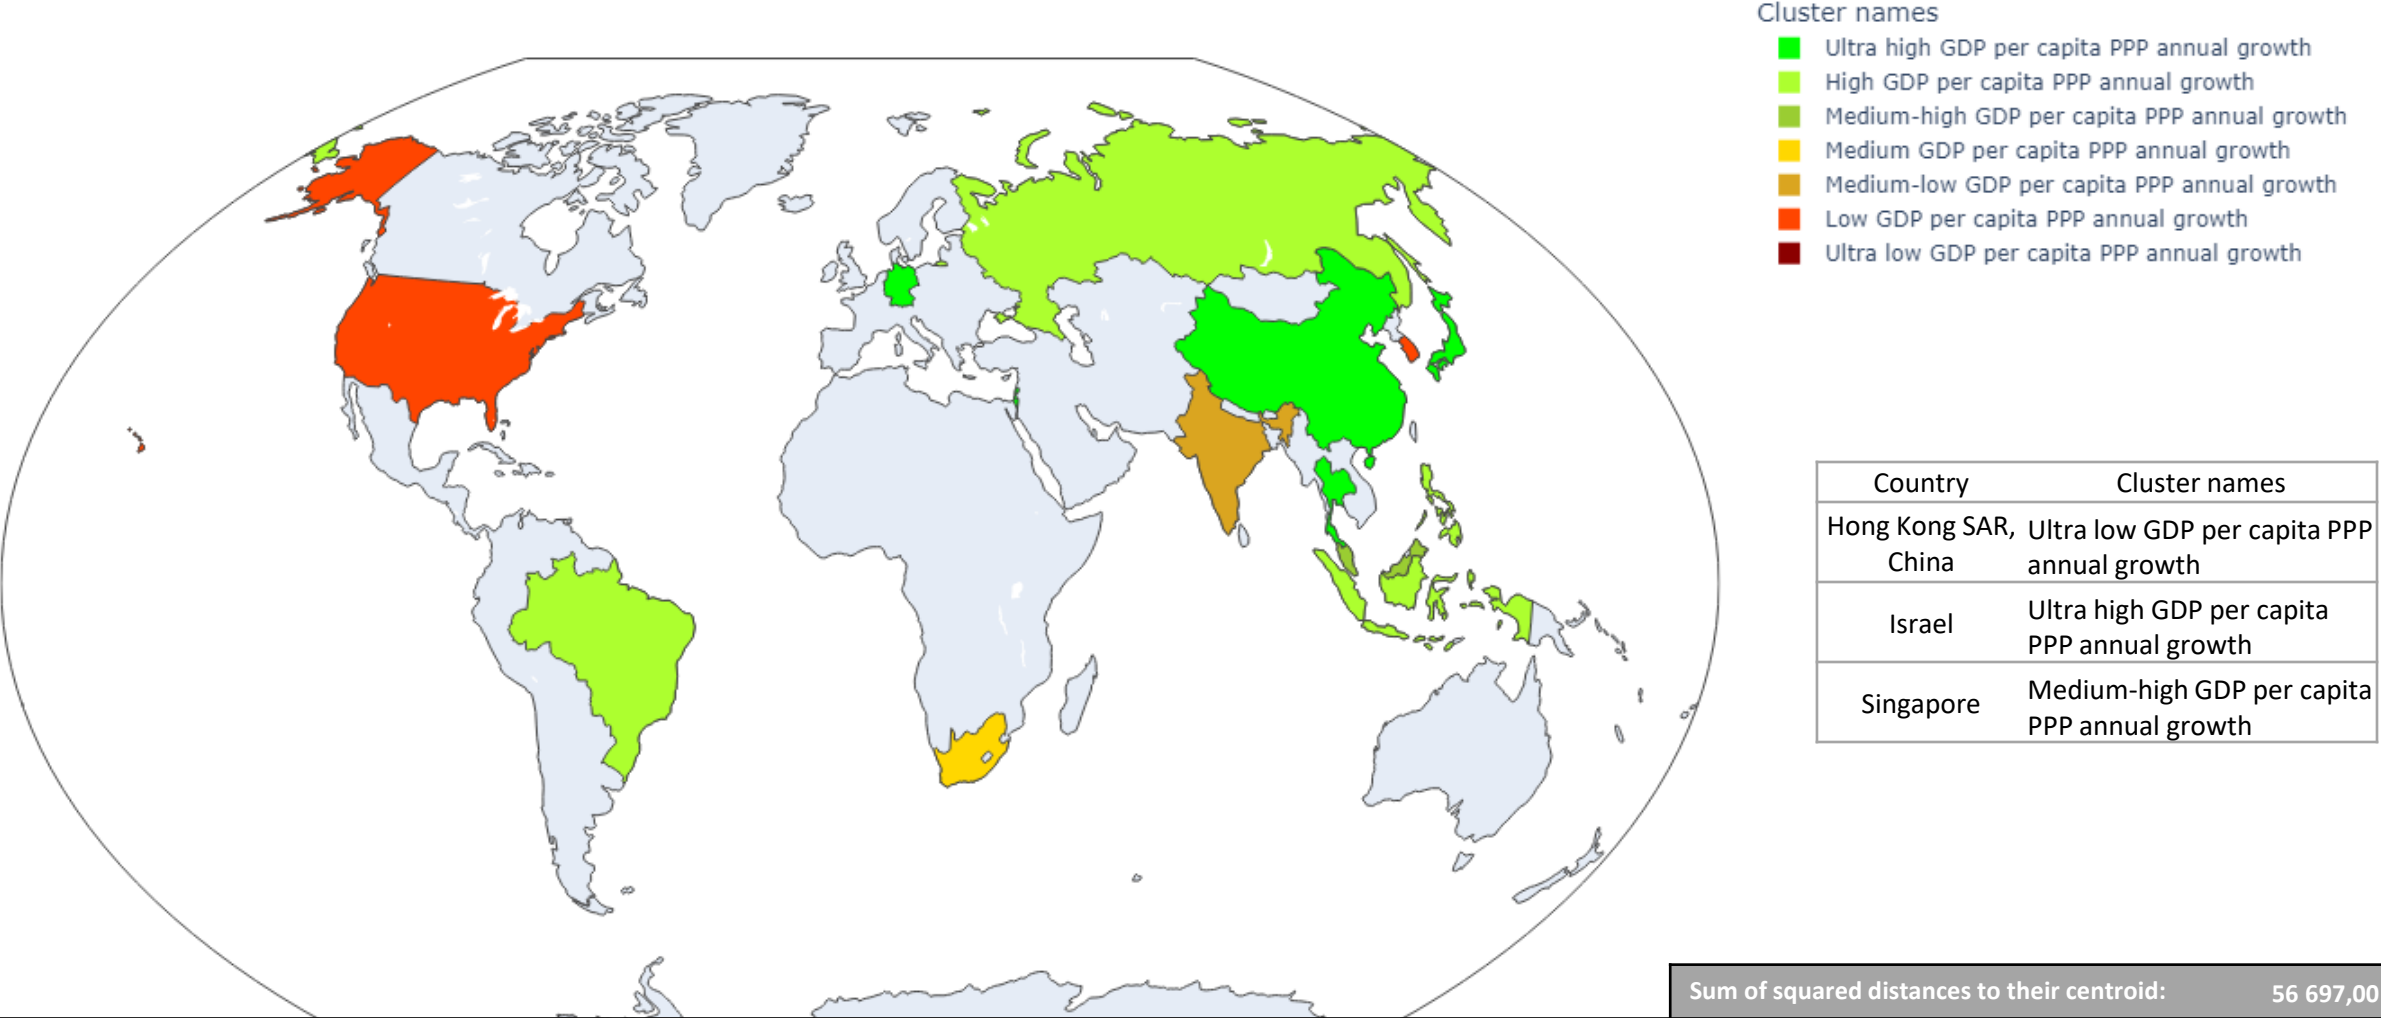 Cluster names
Ultra high GDP per capita PPP annual growth
High GDP per capita PPP annual growth
Medium-high GDP per capita PPP annual growth
Medium GDP per capita PPP annual growth
Medium-low GDP per capita PPP annual growth
Low GDP per capita PPP annual growth
Ultra low GDP per capita PPP annual growth
Country Cluster names
Hong Kong SAR, China Ultra low GDP per capita PPP
annual growth
Israel Ultra high GDP per capita
PPP annual growth
Singapore Medium-high GDP per capita
PPP annual growth
Sum of squared distances to their centroid: 56 697,00